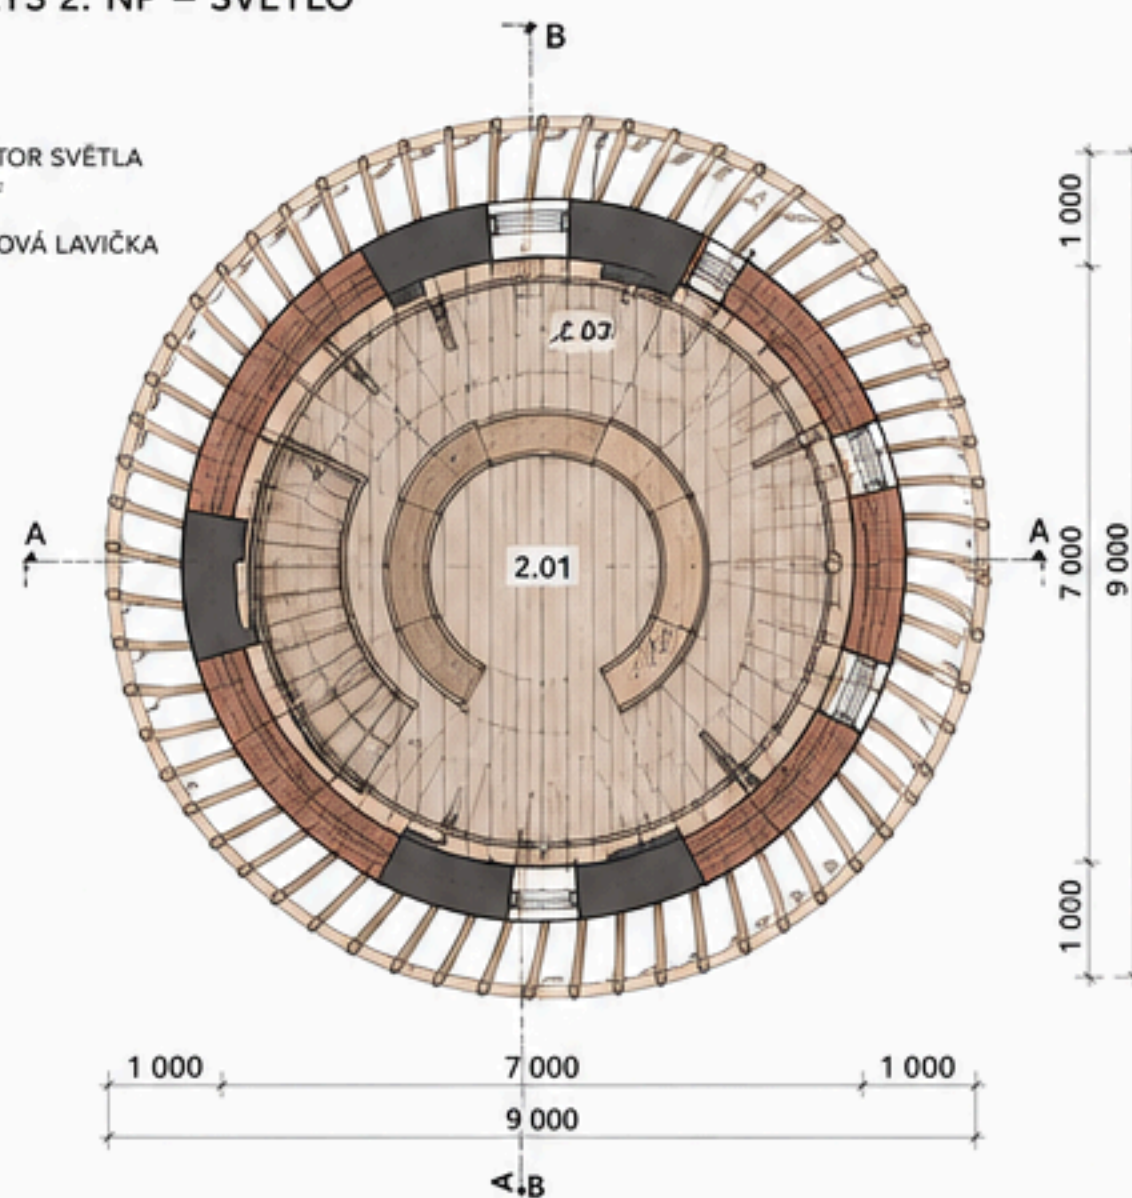 2. NP – SVĚTLO
B
TOR SVĚTLA
OVÁ LAVIČKA
1 000
A
2.01
A
7 000
9 000
1 000
1 000
7 000
1 000
9 000
A
B